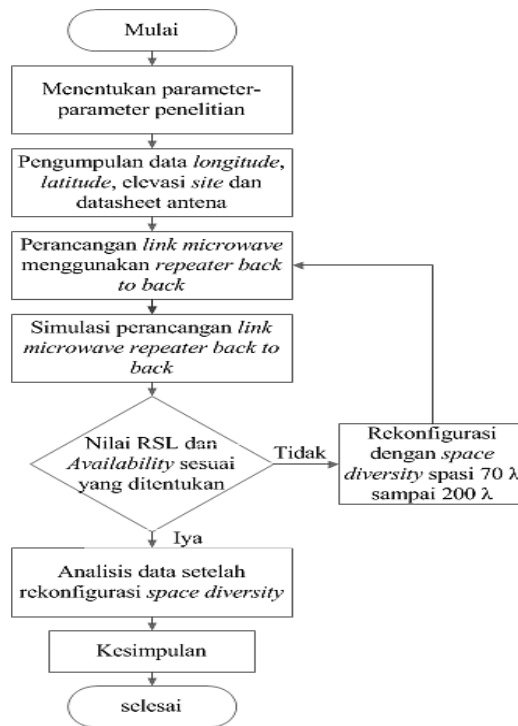 Mulai
Menentukan parameter-
parameter penelitian
Pengumpulan data longitude,
latitude, elevasi site dan
datasheet antena
Perancangan link microwave
menggunakan repeater back
to back
Simulasi perancangan link
microwave repeater back to
back
Nilai RSL dan
Availability sesuai
yang ditentukan
Tidak
Rekonfigurasi
dengan space
diversity spasi 70 λ
sampai 200 λ
Iya
Analisis data setelah
rekonfigurasi space diversity
Kesimpulan
selesai